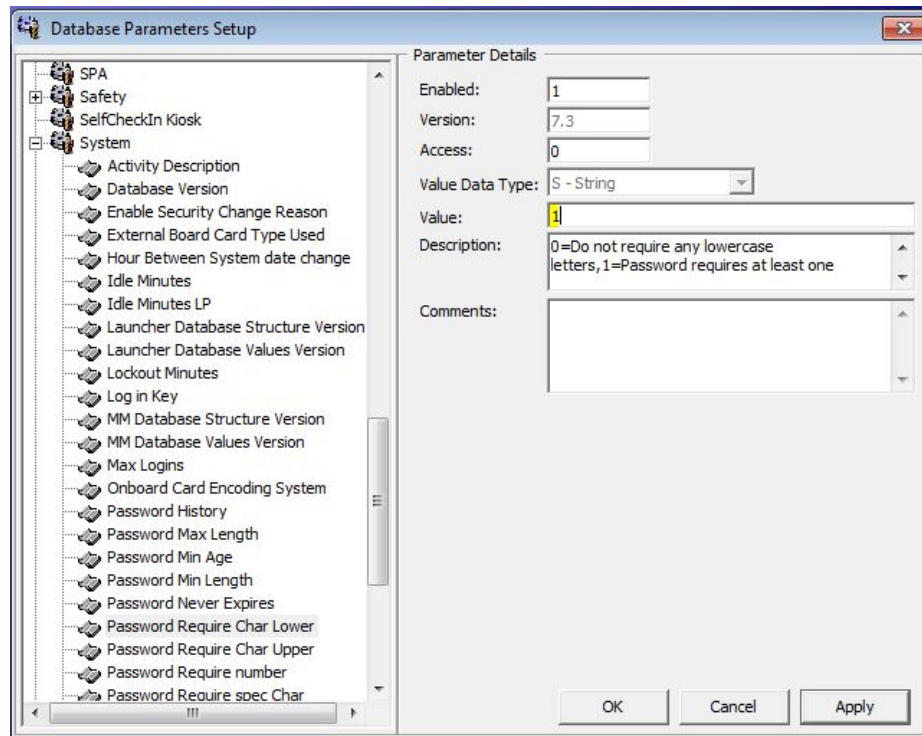 Database Parameters Setup
SPA
Safety
SelfCheckIn Kiosk
System
Activity Description
Database Version
Enable Security Change Reason
External Board Card Type Used
Hour Between System date change
Idle Minutes
Idle Minutes LP
Launcher Database Structure Version
Launcher Database Values Version
Lockout Minutes
Log in Key
MM Database Structure Version
MM Database Values Version
Max Logins
Onboard Card Encoding System
Password History
Password Max Length
Password Min Age
Password Min Length
Password Never Expires
Password Require Char Lower
Password Require Char Upper
Password Require number
Password Require spec Char
Parameter Details
Enabled: 1
Version: 7.3
Access: 0
Value Data Type: S - String
Value: 1
Description: 0=Do not require any lowercase
letters,1=Password requires at least one
Comments:
OK Cancel Apply